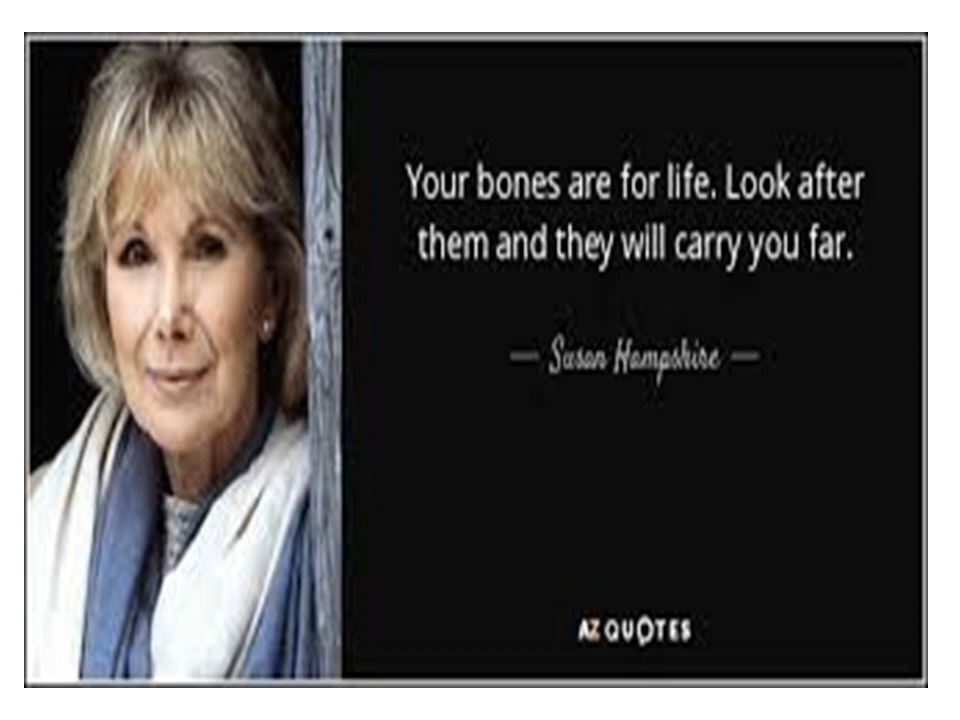 Your bones are for life. Look after
them and they will carry you far.
— Susan Hampshire —
AZ QUOTES